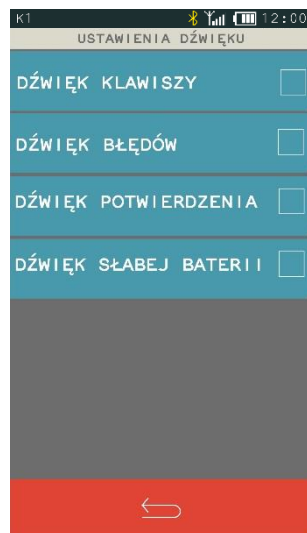 K1 12:00
USTAWIENIA DŹWIĘKU
DŹWIĘK KLAWISZY
DŹWIĘK BŁĘDÓW
DŹWIĘK POTWIERDZENIA
DŹWIĘK SŁABEJ BATERII